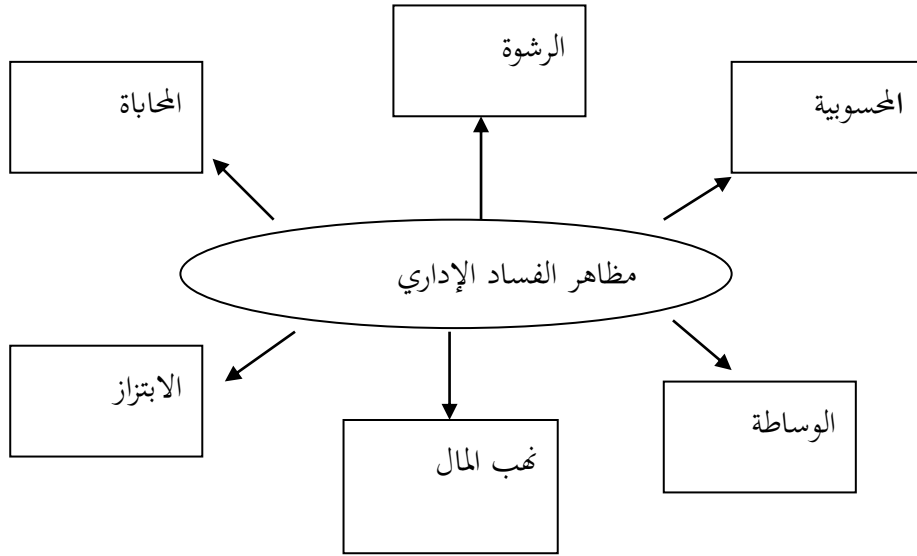 الرشوة
المحسوبية
المحاباة
مظاهر الفساد الإداري
الابتزاز
الوساطة
نهب المال